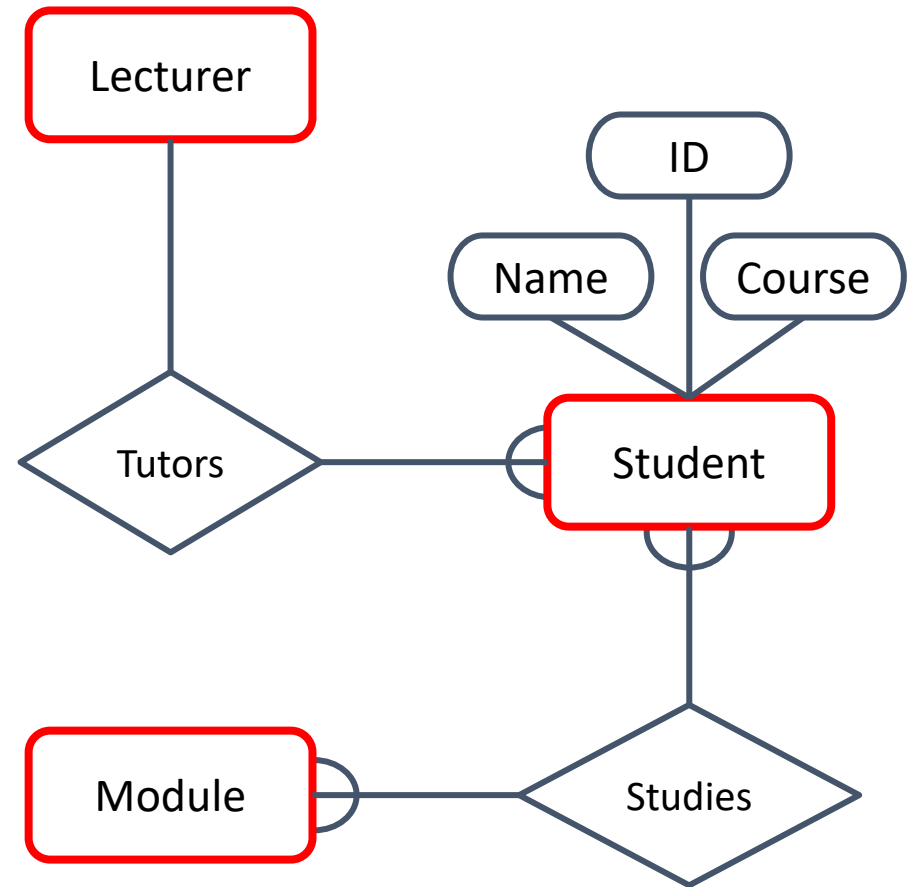 Lecturer
ID
Name
Course
Tutors
Student
Module
Studies